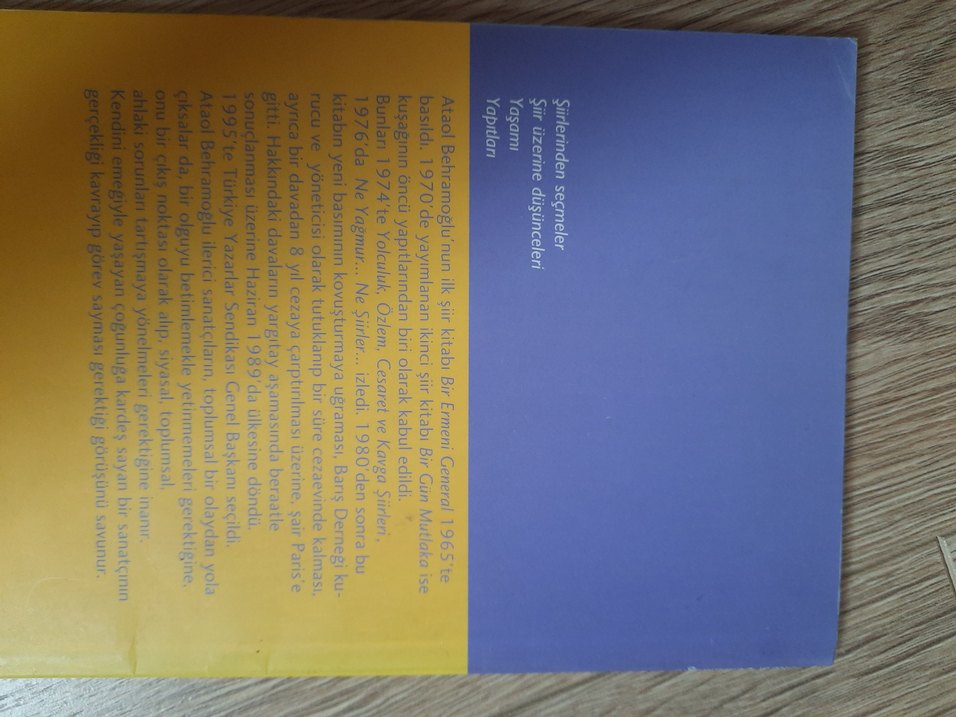 Şiirlerinden seçmeler
Şiir üzerine düşünceleri
Yaşamı
Yapıtları
Ataol Behramoğlu'nun ilk şiir kitabı Bir Ermeni General 1965'te
basıldı. 1970'de yayımlanan ikinci şiir kitabı Bir Gün Mutlaka ise
kuşağının öncü yapıtlarından biri olarak kabul edildi.
Bunları 1974'te Yolculuk, Özlem, Cesaret ve Kavga Şiirleri,
1976'da Ne Yağmur... Ne Şiirler... izledi. 1980'den sonra bu
kitabın yeni basımının kovuşturmaya uğraması, Barış Derneği ku-
rucu ve yöneticisi olarak tutuklanıp bir süre cezaevinde kalması,
ayrıca bir davadan 8 yıl cezaya çarptırılması üzerine, şair Paris'e
gitti. Hakkındaki davaların yargıtay aşamasında beraatle
sonuçlanması üzerine Haziran 1989'da ülkesine döndü.
1995'te Türkiye Yazarlar Sendikası Genel Başkanı seçildi.
Ataol Behramoğlu ilerici sanatçıların, toplumsal bir olaydan yola
çıksalar da, bir olguyu betimlemekle yetinmemeleri gerektiğine,
onu bir çıkış noktası olarak alıp, siyasal, toplumsal,
ahlaki sorunları tartışmaya yönelmeleri gerektiğine inanır.
Kendini emeğiyle yaşayan çoğunluğa kardeş sayan bir sanatçının
gerçekliği kavrayıp görev sayması gerektiği görüşünü savunur.